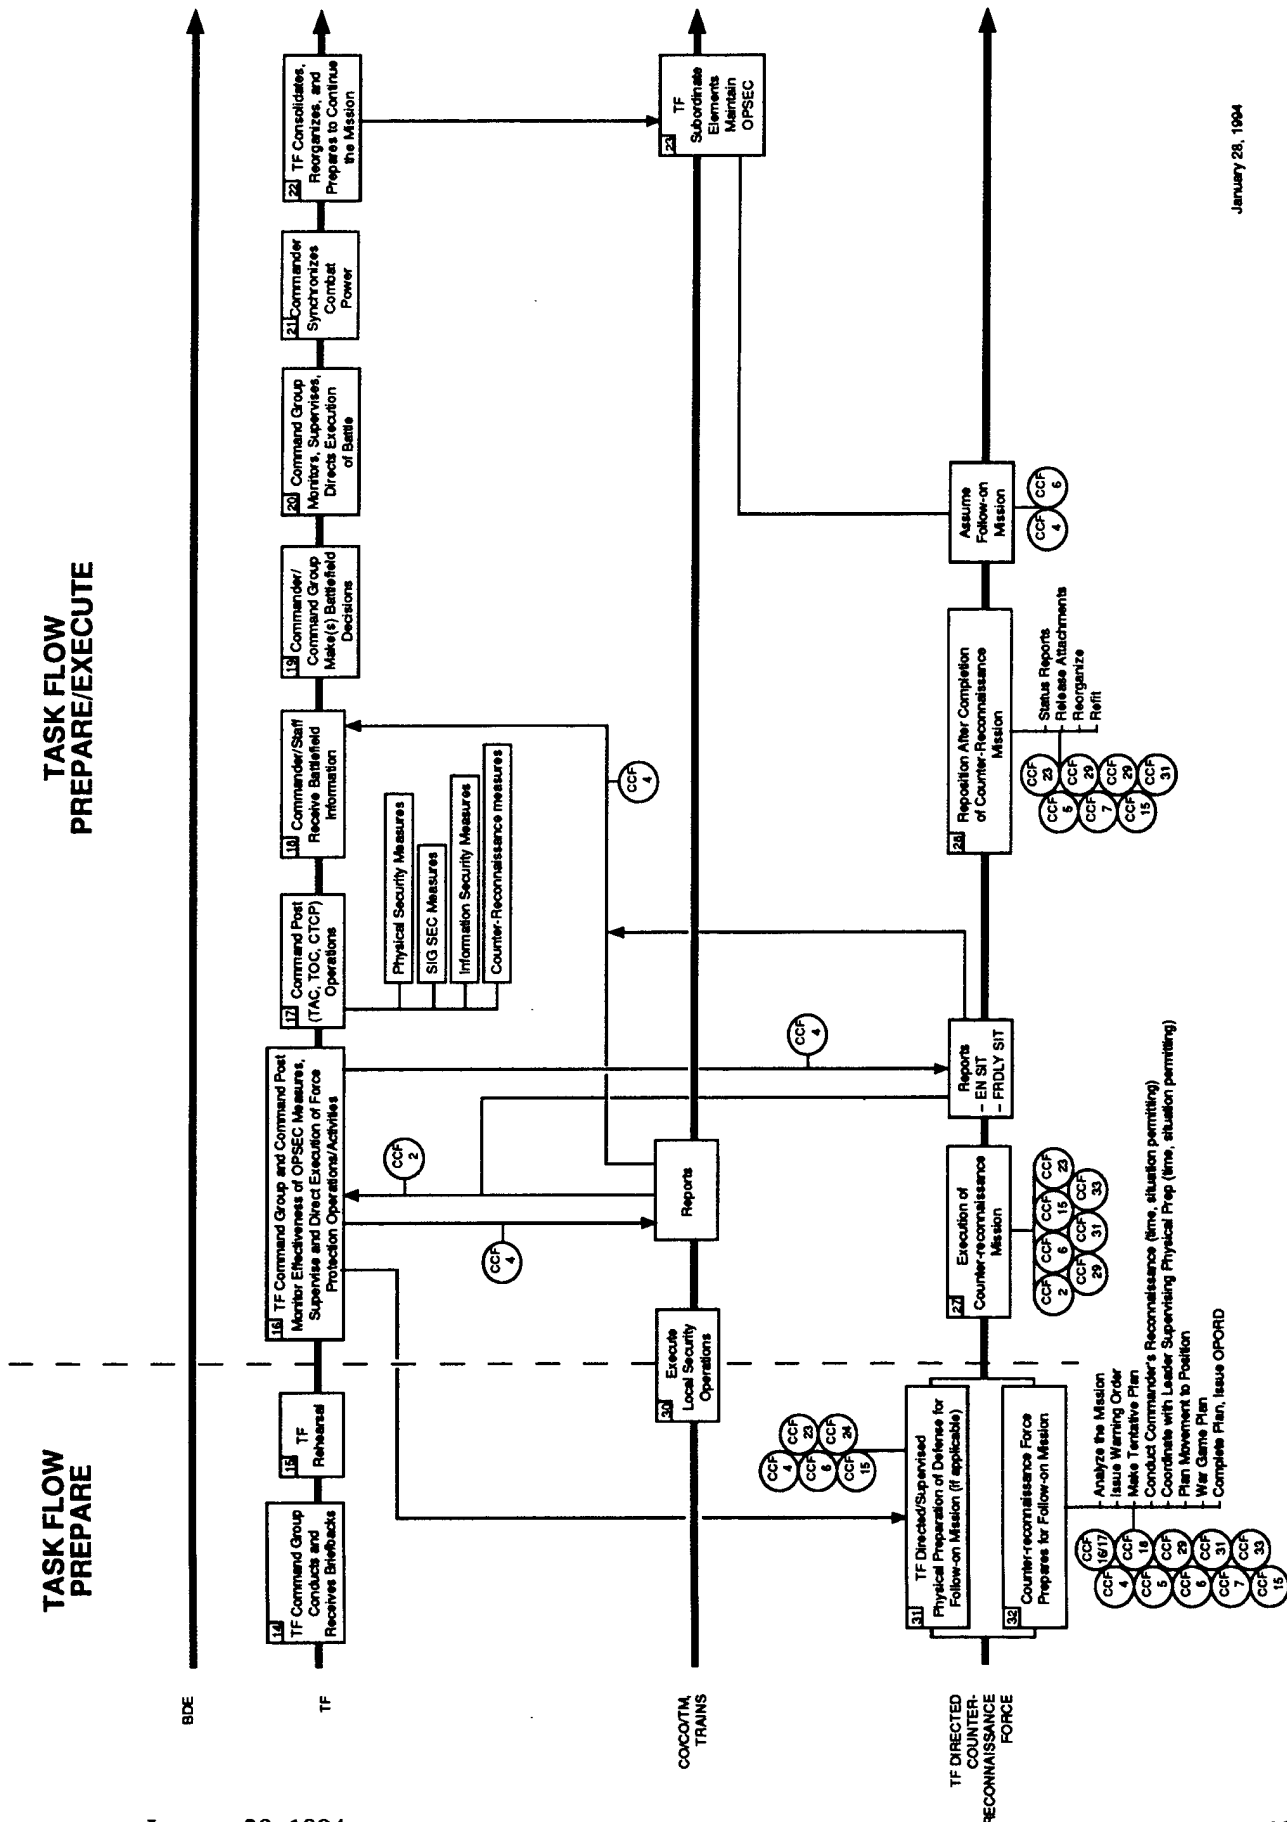 TASK FLOW
PREPARE
TASK FLOW
PREPARE/EXECUTE
BDE
TF
14
TF Command Group
Conducts and
Receives Briefbacks
15
TF
Rehearsal
16
TF Command Group and Command Post
Monitor Effectiveness of OPSEC Measures,
Supervise and Direct Execution of Force
Protection Operations/Activities
17
Command Post
(TAC, TOC, CTCP)
Operations
Physical Security Measures
SIG SEC Measures
Information Security Measures
Counter-Reconnaissance measures
18
Commander/Staff
Receive Battlefield
Information
19
Commander/
Command Group
Make(s) Battlefield
Decisions
20
Command Group
Monitors, Supervises,
Directs Execution
of Battle
21
Commander
Synchronizes
Combat
Power
22
TF Consolidates,
Reorganizes, and
Prepares to Continue
the Mission
CCF
4
CCF
2
CCF
4
CCF
4
CO/CO/TM,
TRAINS
30
Execute
Local Security
Operations
Reports
23
TF
Subordinate
Elements
Maintain
OPSEC
TF DIRECTED
COUNTER-
RECONNAISSANCE
FORCE
CCF
4
CCF
23
CCF
6
CCF
24
CCF
15
31
TF Directed/Supervised
Physical Preparation of Defense for
Follow-on Mission (if applicable)
32
Counter-reconnaissance Force
Prepares for Follow-on Mission
Analyze the Mission
Issue Warning Order
Make Tentative Plan
Conduct Commander's Reconnaissance (time, situation permitting)
Coordinate with Leader Supervising Physical Prep (time, situation permitting)
Plan Movement to Position
War Game Plan
Complete Plan, Issue OPORD
CCF
16/17
CCF
4
CCF
18
CCF
5
CCF
29
CCF
6
CCF
31
CCF
7
CCF
33
CCF
15
27
Execution of
Counter-reconnaissance
Mission
CCF
2
CCF
6
CCF
15
CCF
23
CCF
29
CCF
31
CCF
33
Reports
– EN SIT
– FRDLY SIT
28
Reposition After Completion
of Counter-Reconnaissance
Mission
Status Reports
Release Attachments
Reorganize
Refit
CCF
23
CCF
5
CCF
29
CCF
7
CCF
29
CCF
15
CCF
31
Assume
Follow-on
Mission
CCF
4
CCF
6
January 28, 1994